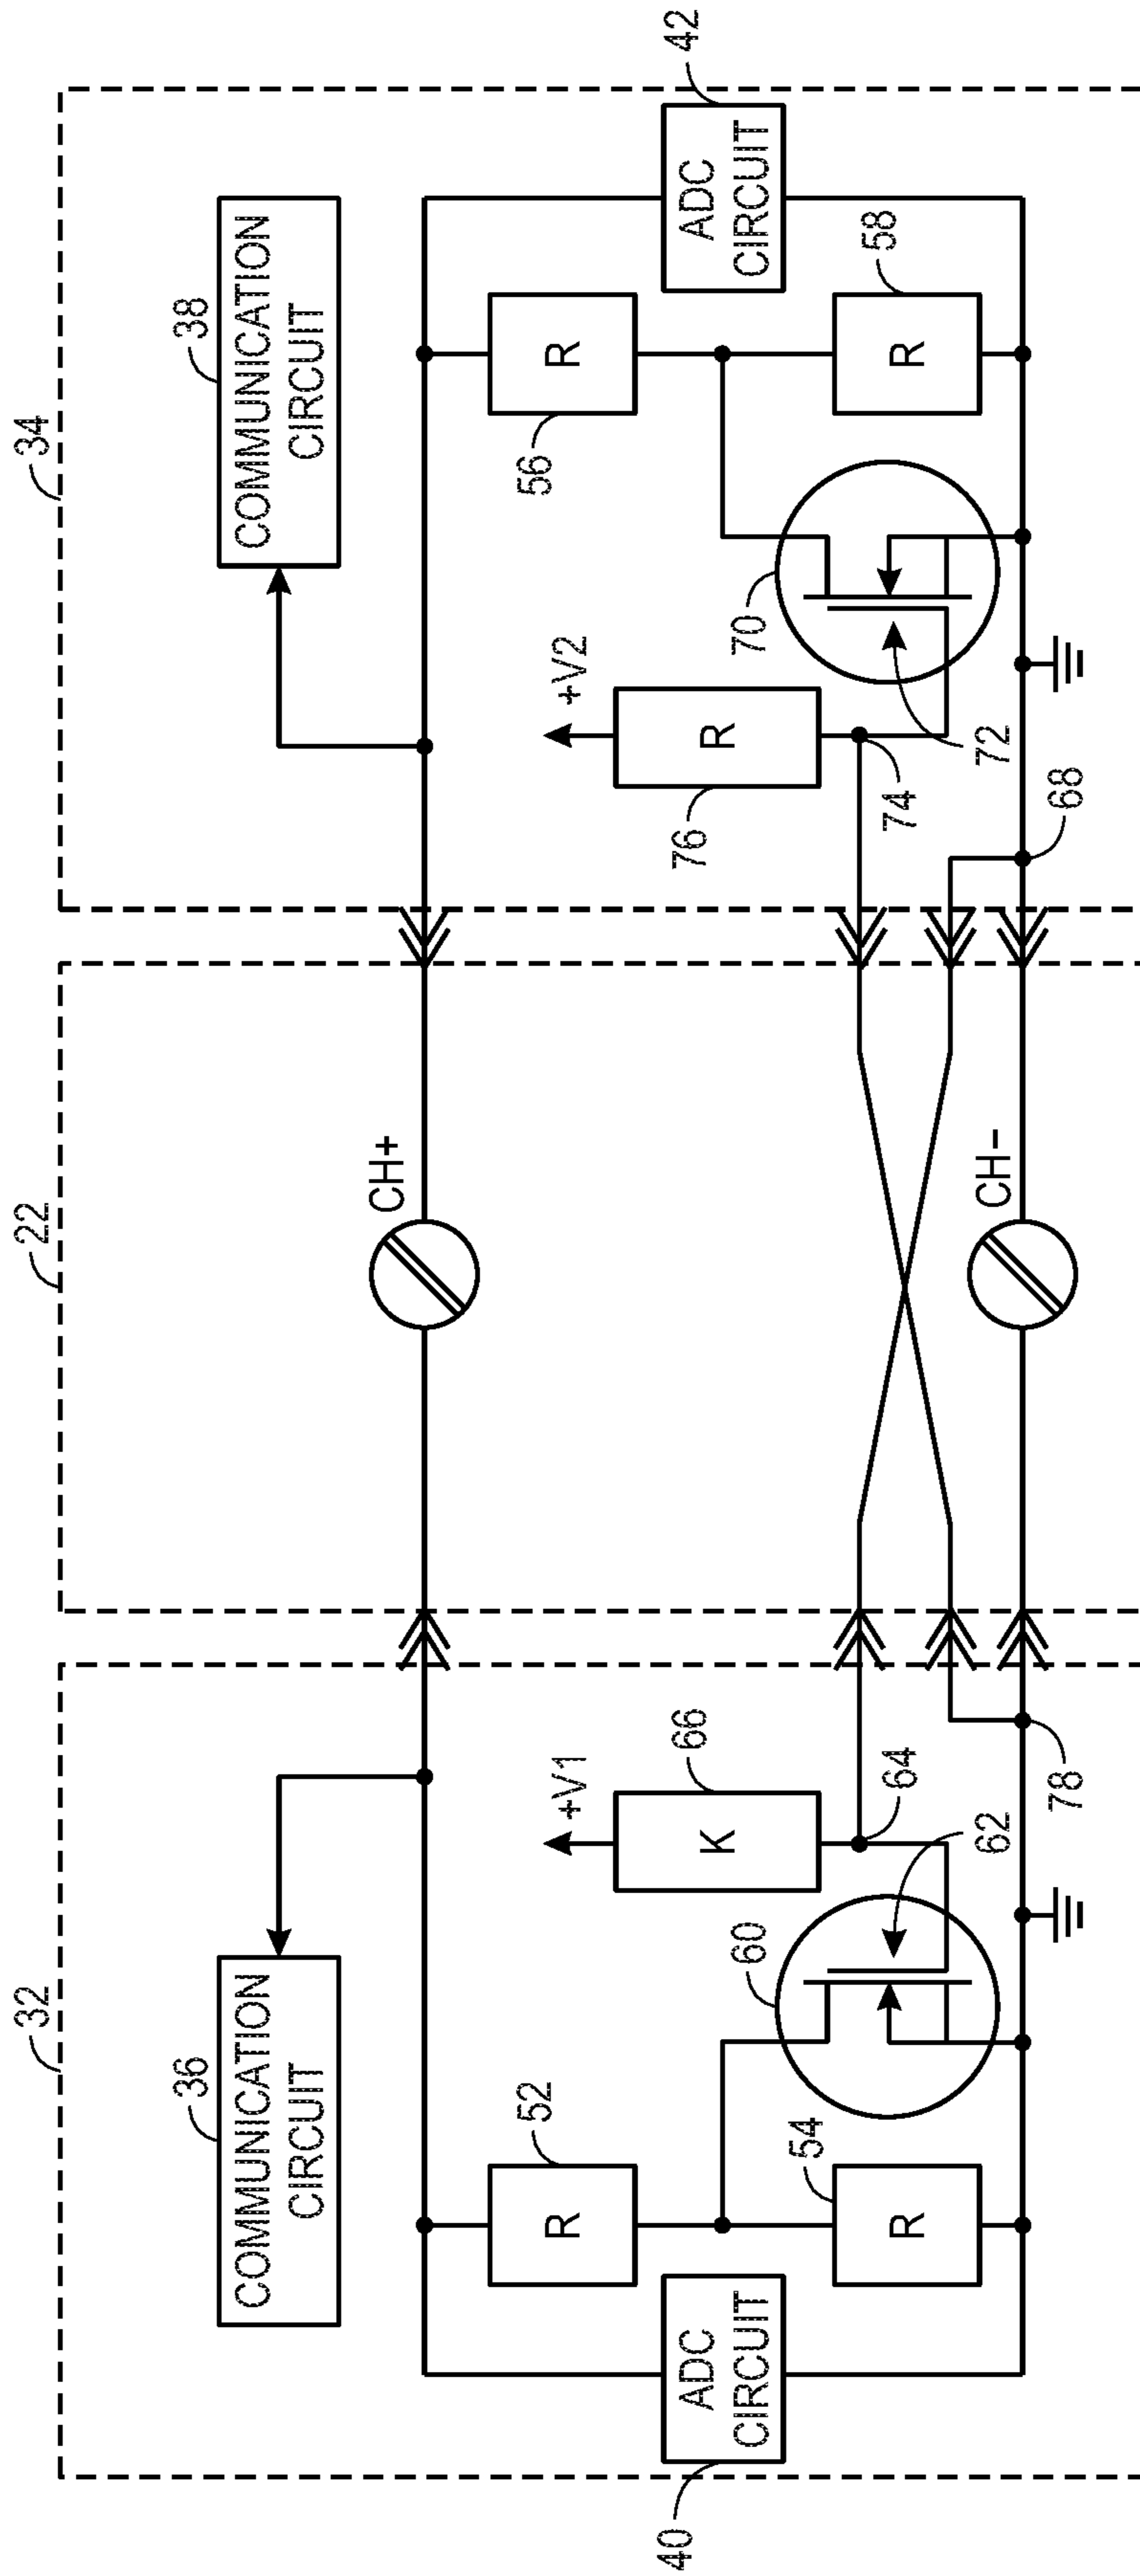 32
22
34
36
COMMUNICATION
CIRCUIT
38
COMMUNICATION
CIRCUIT
CH+
52
R
+V1
66
K
+V2
R
76
56
R
ADC
CIRCUIT
40
ADC
CIRCUIT
42
54
R
60
64
62
70
74
72
58
R
78
CH-
68